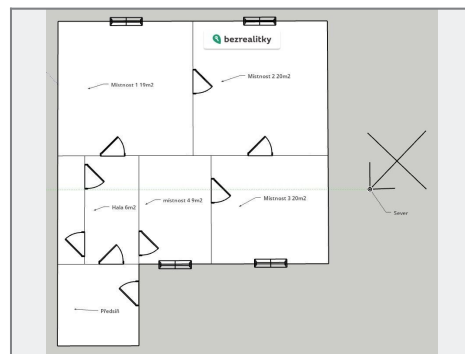 bezrealitky
Místnost 1 19m2
Místnost 2 20m2
Hala 6m2
místnost 4 9m2
Místnost 3 20m2
Sever
Předsíň